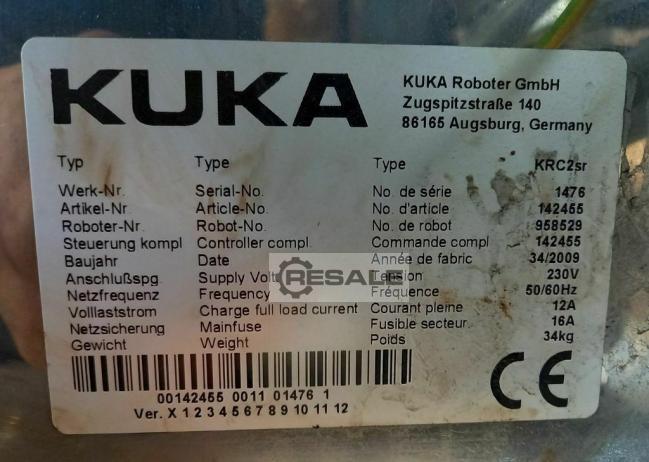 KUKA
KUKA Roboter GmbH
Zugspitzstraße 140
86165 Augsburg, Germany
Typ Type Type KRC2sr
Werk-Nr. Serial-No. No. de série 1476
Artikel-Nr. Article-No. No. d'article 142455
Roboter-Nr. Robot-No. No. de robot 958529
Steuerung kompl Controller compl. Commande compl 142455
Baujahr Date Année de fabric 34/2009
Anschlußspg. Supply Volt Tension 230V
Netzfrequenz Frequency Fréquence 50/60Hz
Volllaststrom Charge full load current Courant pleine 12A
Netzsicherung Mainfuse Fusible secteur. 16A
Gewicht Weight Poids 34kg
RESALE
00142455 0011 01476 1
Ver. X 1 2 3 4 5 6 7 8 9 10 11 12
CE